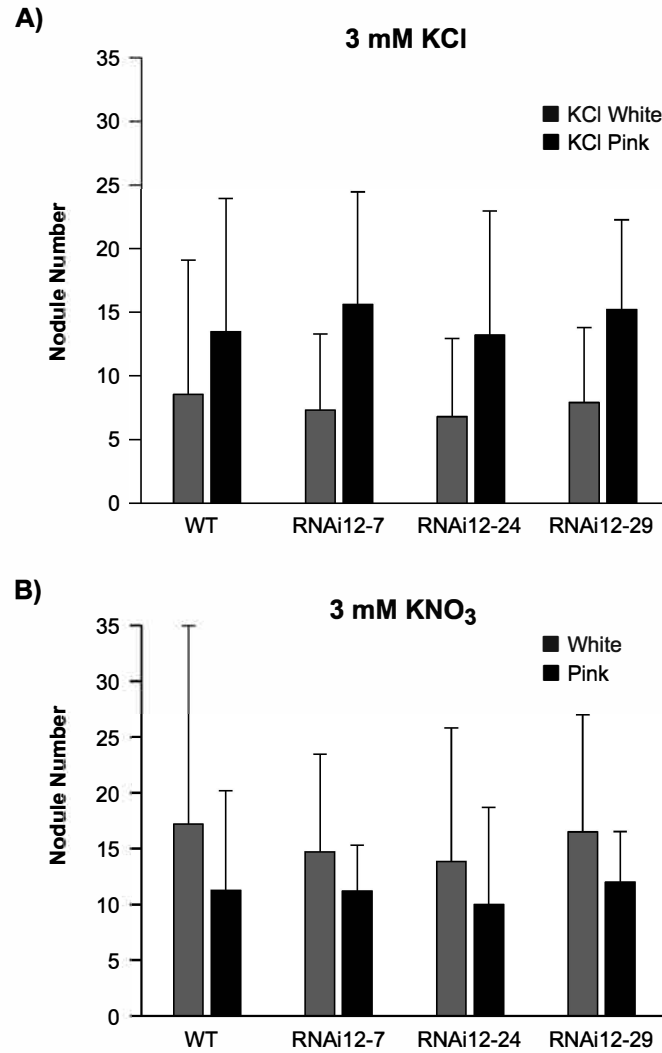 A)
3 mM KCl
35
30
25
20
15
10
5
0
Nodule Number
KCl White
KCl Pink
WT RNAi12-7 RNAi12-24 RNAi12-29
B)
3 mM KNO₃
35
30
25
20
15
10
5
0
Nodule Number
White
Pink
WT RNAi12-7 RNAi12-24 RNAi12-29